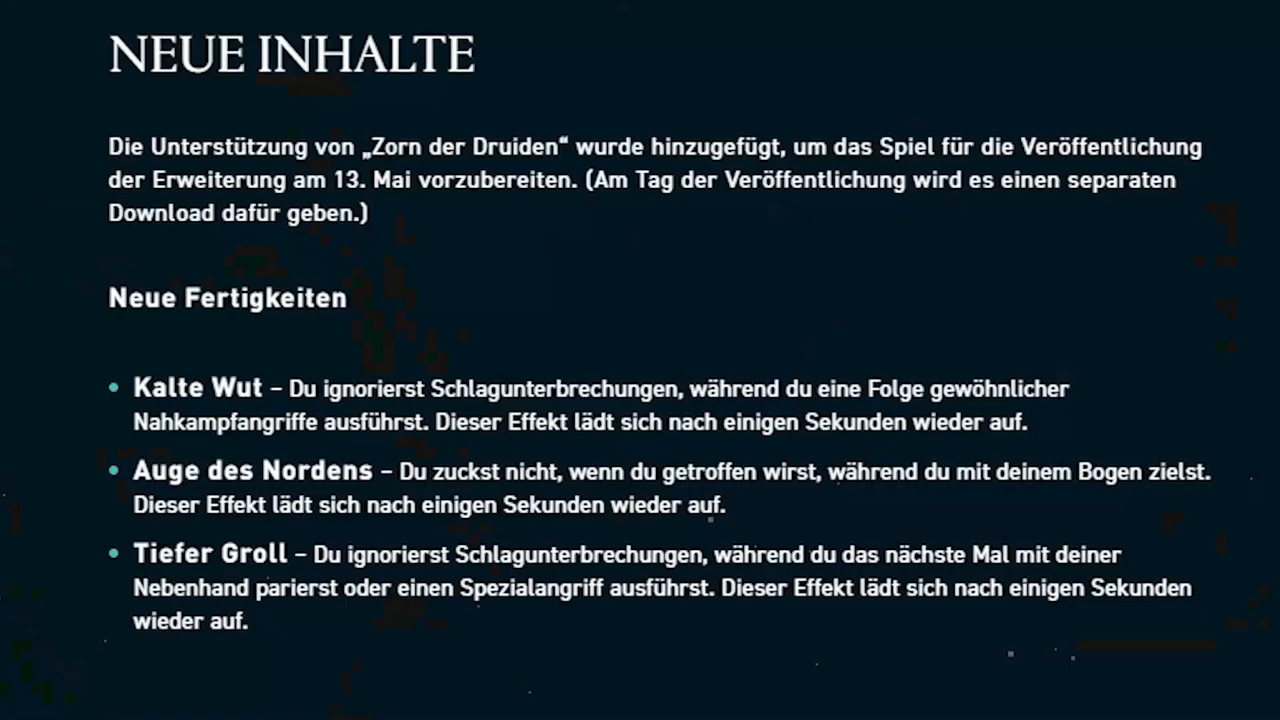 NEUE INHALTE
Die Unterstützung von „Zorn der Druiden“ wurde hinzugefügt, um das Spiel für die Veröffentlichung
der Erweiterung am 13. Mai vorzubereiten. (Am Tag der Veröffentlichung wird es einen separaten
Download dafür geben.)
Neue Fertigkeiten
• Kalte Wut – Du ignorierst Schlagunterbrechungen, während du eine Folge gewöhnlicher
Nahkampfangriffe ausführst. Dieser Effekt lädt sich nach einigen Sekunden wieder auf.
• Auge des Nordens – Du zuckst nicht, wenn du getroffen wirst, während du mit deinem Bogen zielst.
Dieser Effekt lädt sich nach einigen Sekunden wieder auf.
• Tiefer Groll – Du ignorierst Schlagunterbrechungen, während du das nächste Mal mit deiner
Nebenhand parierst oder einen Spezialangriff ausführst. Dieser Effekt lädt sich nach einigen Sekunden
wieder auf.